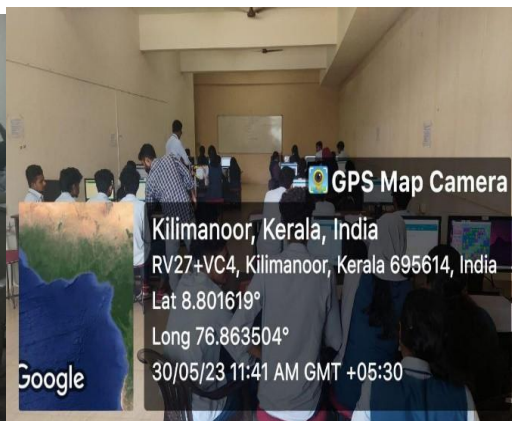 GPS Map Camera
Kilimanoor, Kerala, India
RV27+VC4, Kilimanoor, Kerala 695614, India
Lat 8.801619°
Long 76.863504°
30/05/23 11:41 AM GMT +05:30
Google